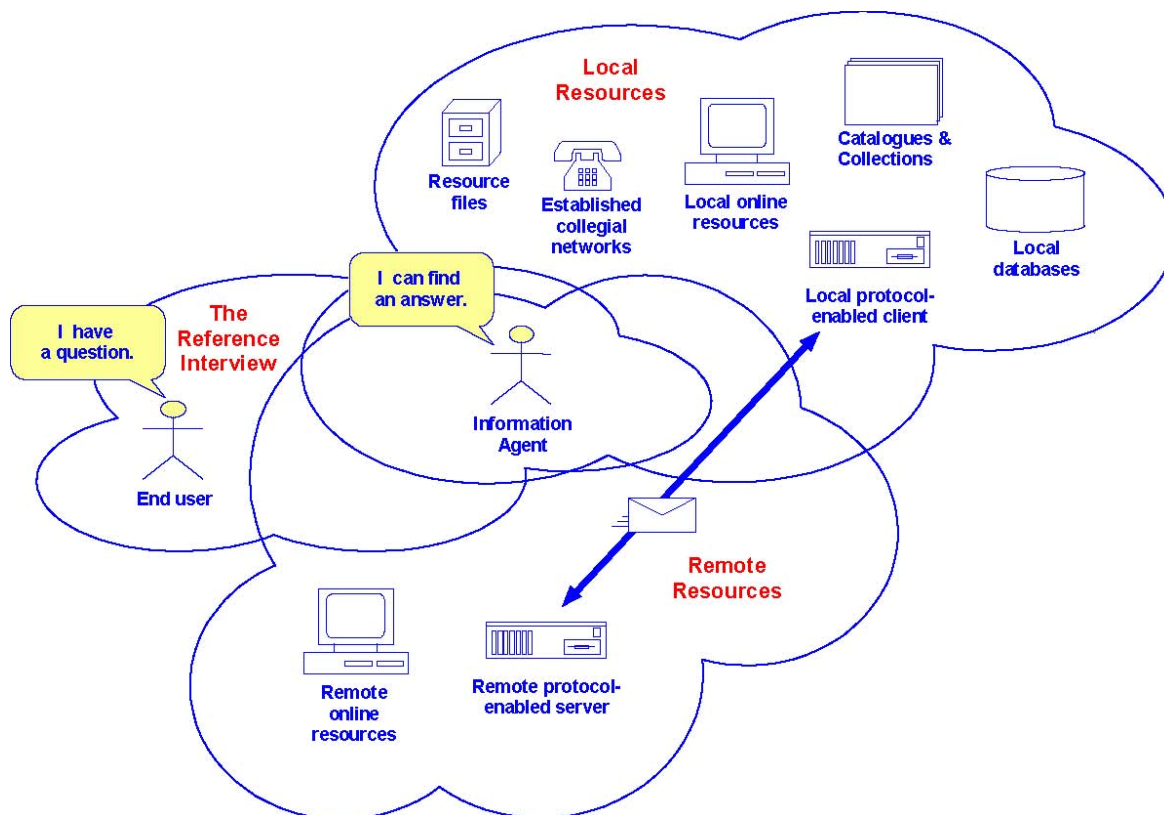 Local
Resources
Catalogues &
Collections
Resource
files
Established
collegial
networks
Local online
resources
Local
databases
Local protocol-
enabled client
I can find
an answer.
I have
a question.
The
Reference
Interview
Information
Agent
End user
Remote
Resources
Remote
online
resources
Remote protocol-
enabled server